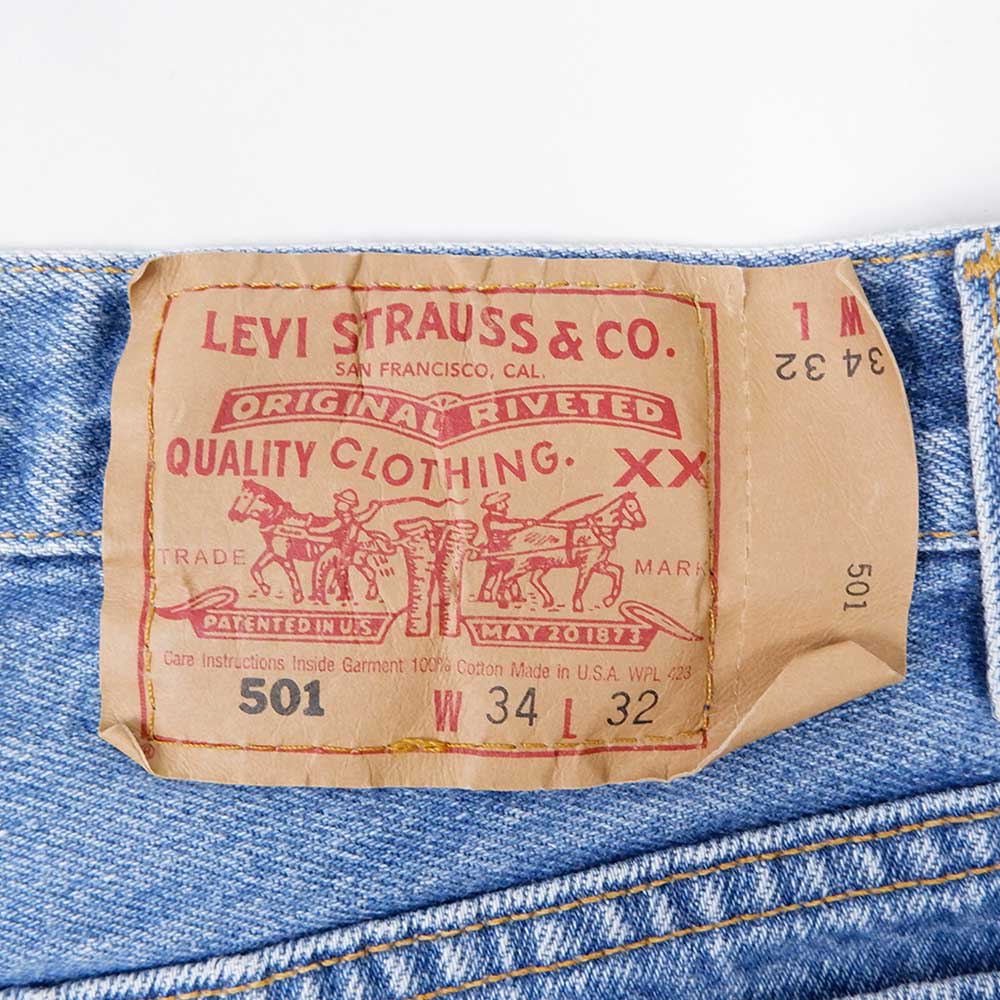 LEVI STRAUSS & CO.
SAN FRANCISCO, CAL.
ORIGINAL RIVETED
QUALITY CLOTHING. XX
TRADE MARK
PATENTED IN U.S. MAY 20 1873
Care Instructions Inside Garment 100% Cotton Made in U.S.A. WPL 423
501 W 34 L 32
W L
34 32
501